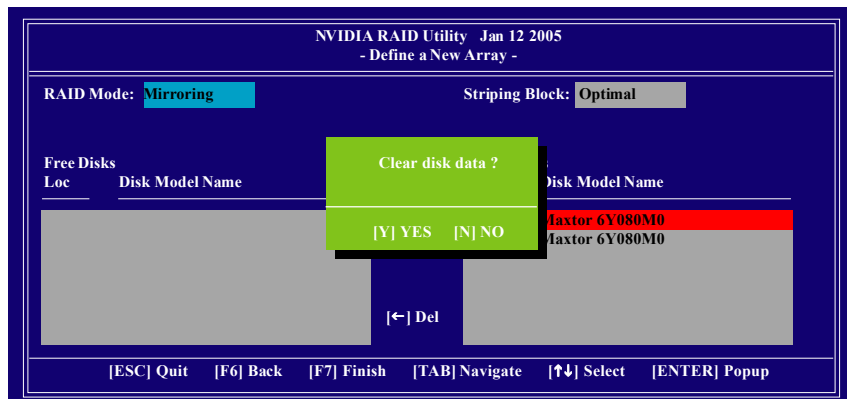 NVIDIA RAID Utility Jan 12 2005
- Define a New Array -
RAID Mode: Mirroring Striping Block: Optimal
Free Disks
Clear disk data ?
Loc Disk Model Name Disk Model Name
Maxtor 6Y080M0
[Y] YES [N] NO
Maxtor 6Y080M0
[←] Del
[ESC] Quit [F6] Back [F7] Finish [TAB] Navigate [↑↓] Select [ENTER] Popup